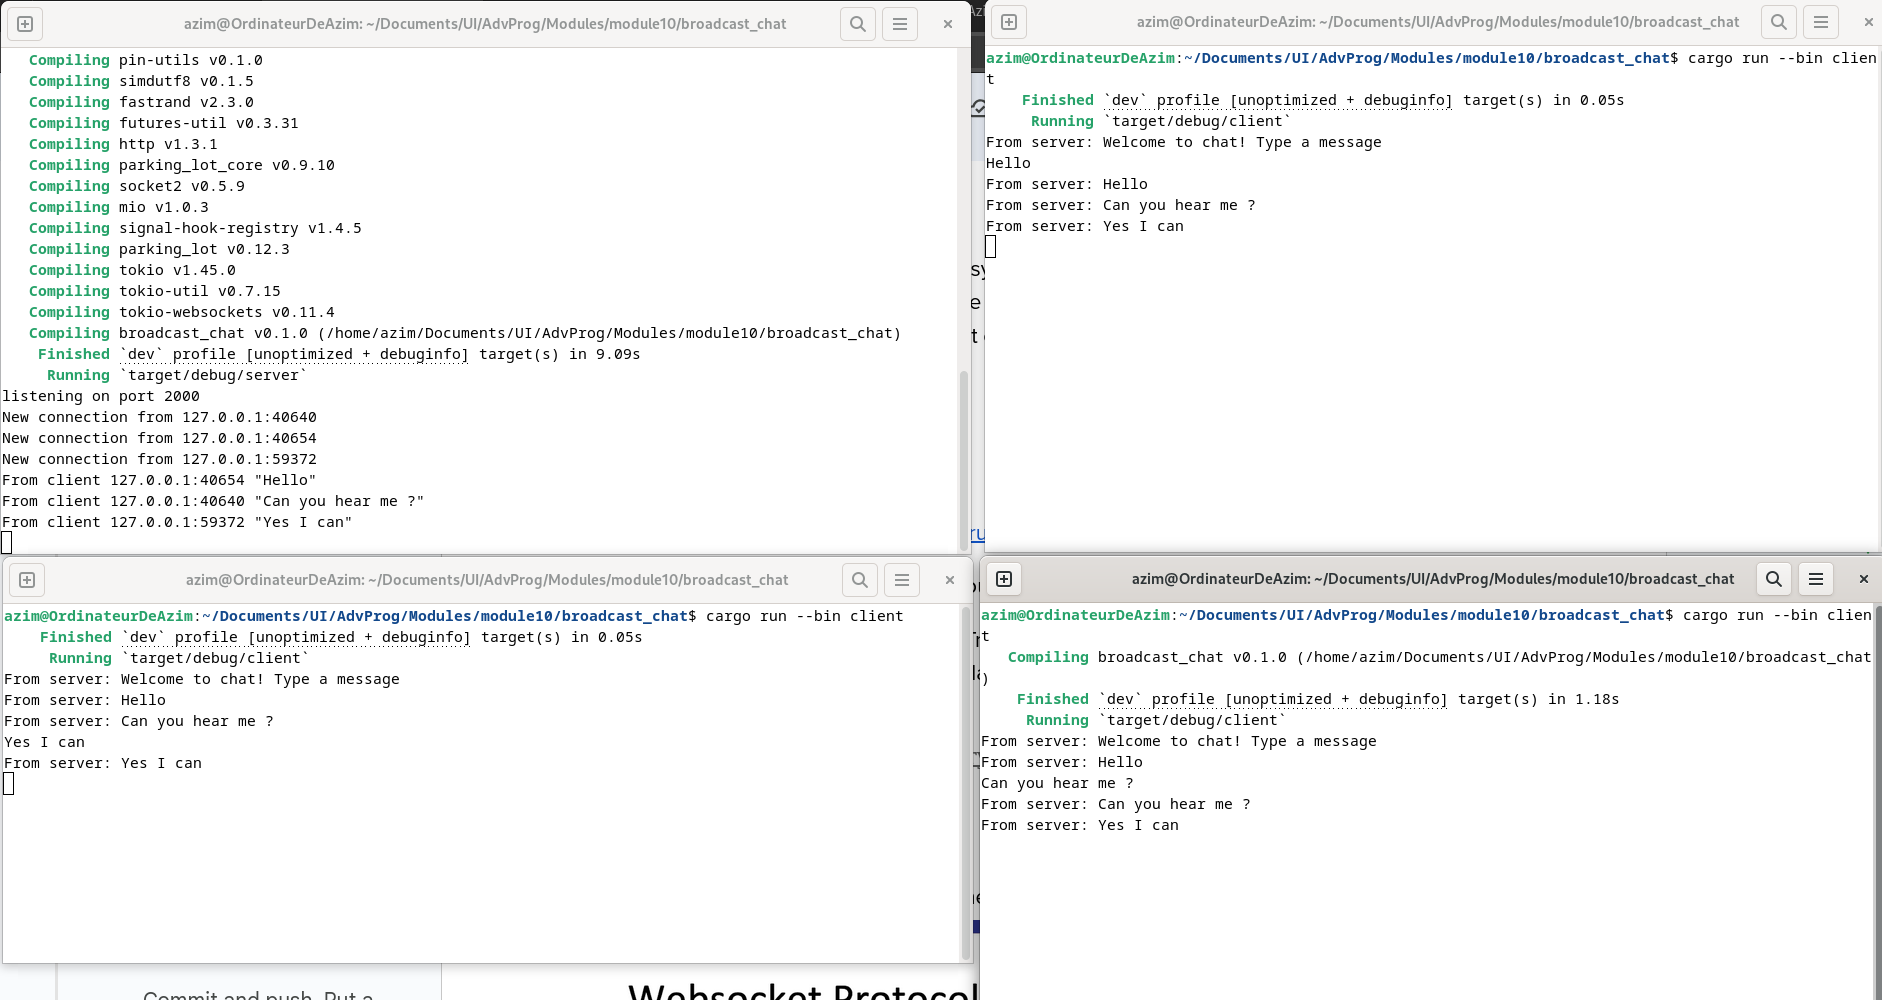 azim@OrdinateurDeAzim: ~/Documents/UI/AdvProg/Modules/module10/broadcast_chat
Compiling pin-utils v0.1.0
Compiling simdutf8 v0.1.5
Compiling fastrand v2.3.0
Compiling futures-util v0.3.31
Compiling http v1.3.1
Compiling parking_lot_core v0.9.10
Compiling socket2 v0.5.9
Compiling mio v1.0.3
Compiling signal-hook-registry v1.4.5
Compiling parking_lot v0.12.3
Compiling tokio v1.45.0
Compiling tokio-util v0.7.15
Compiling tokio-websockets v0.11.4
Compiling broadcast_chat v0.1.0 (/home/azim/Documents/UI/AdvProg/Modules/module10/broadcast_chat)
Finished `dev` profile [unoptimized + debuginfo] target(s) in 9.09s
Running `target/debug/server`
listening on port 2000
New connection from 127.0.0.1:40640
New connection from 127.0.0.1:40654
New connection from 127.0.0.1:59372
From client 127.0.0.1:40654 "Hello"
From client 127.0.0.1:40640 "Can you hear me ?"
From client 127.0.0.1:59372 "Yes I can"
azim@OrdinateurDeAzim: ~/Documents/UI/AdvProg/Modules/module10/broadcast_chat
azim@OrdinateurDeAzim:~/Documents/UI/AdvProg/Modules/module10/broadcast_chat$ cargo run --bin clien
t
Finished `dev` profile [unoptimized + debuginfo] target(s) in 0.05s
Running `target/debug/client`
From server: Welcome to chat! Type a message
Hello
From server: Hello
From server: Can you hear me ?
From server: Yes I can
azim@OrdinateurDeAzim: ~/Documents/UI/AdvProg/Modules/module10/broadcast_chat
azim@OrdinateurDeAzim:~/Documents/UI/AdvProg/Modules/module10/broadcast_chat$ cargo run --bin client
Finished `dev` profile [unoptimized + debuginfo] target(s) in 0.05s
Running `target/debug/client`
From server: Welcome to chat! Type a message
From server: Hello
From server: Can you hear me ?
Yes I can
From server: Yes I can
azim@OrdinateurDeAzim: ~/Documents/UI/AdvProg/Modules/module10/broadcast_chat
azim@OrdinateurDeAzim:~/Documents/UI/AdvProg/Modules/module10/broadcast_chat$ cargo run --bin clien
t
Compiling broadcast_chat v0.1.0 (/home/azim/Documents/UI/AdvProg/Modules/module10/broadcast_chat
)
Finished `dev` profile [unoptimized + debuginfo] target(s) in 1.18s
Running `target/debug/client`
From server: Welcome to chat! Type a message
From server: Hello
Can you hear me ?
From server: Can you hear me ?
From server: Yes I can
Commit and push. Put a
Websocket Protocol